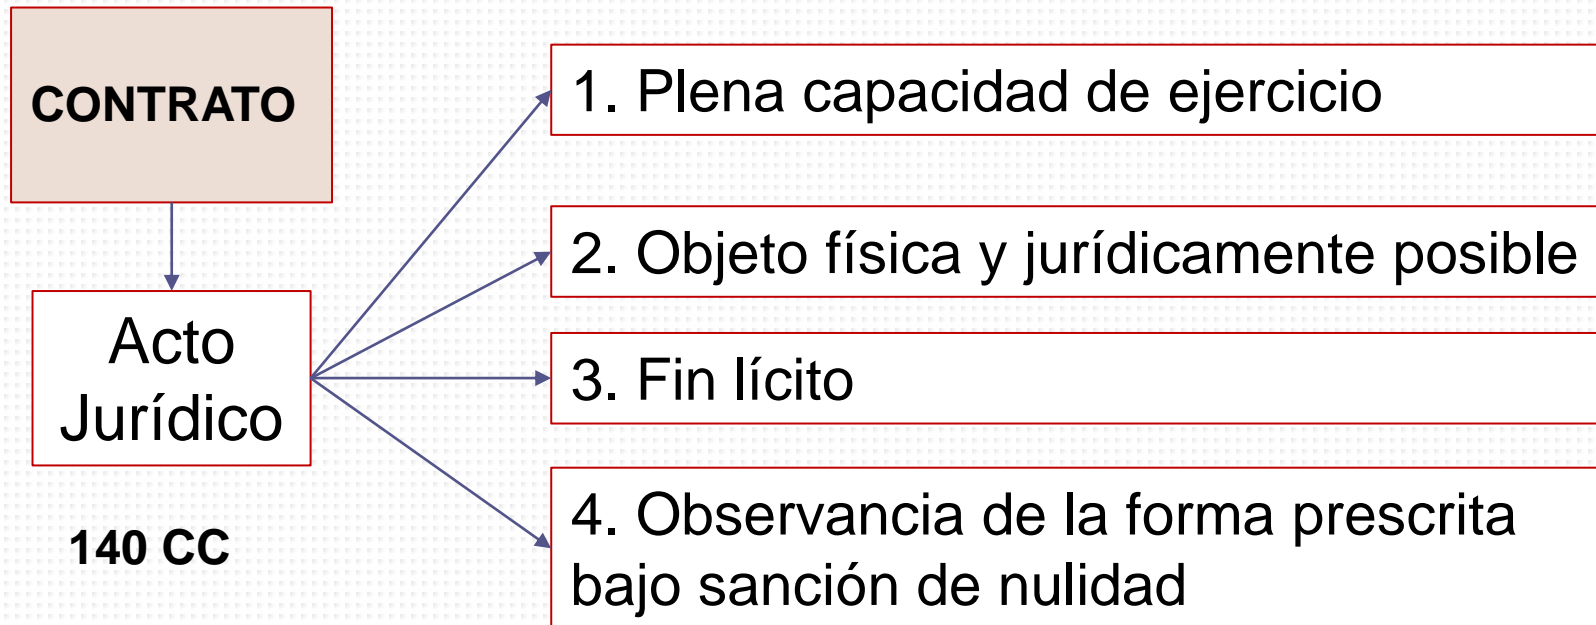 CONTRATO
Acto
Jurídico
140 CC
1. Plena capacidad de ejercicio
2. Objeto física y jurídicamente posible
3. Fin lícito
4. Observancia de la forma prescrita
bajo sanción de nulidad